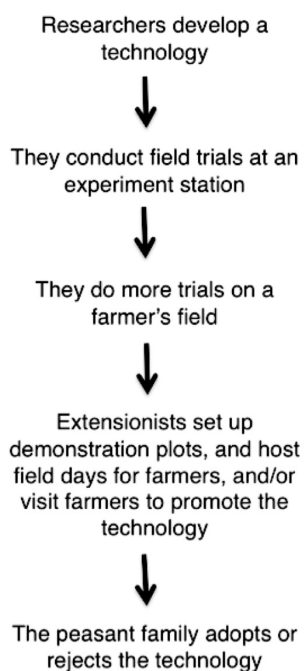 Researchers develop a
technology
They conduct field trials at an
experiment station
They do more trials on a
farmer's field
Extensionists set up
demonstration plots, and host
field days for farmers, and/or
visit farmers to promote the
technology
The peasant family adopts or
rejects the technology